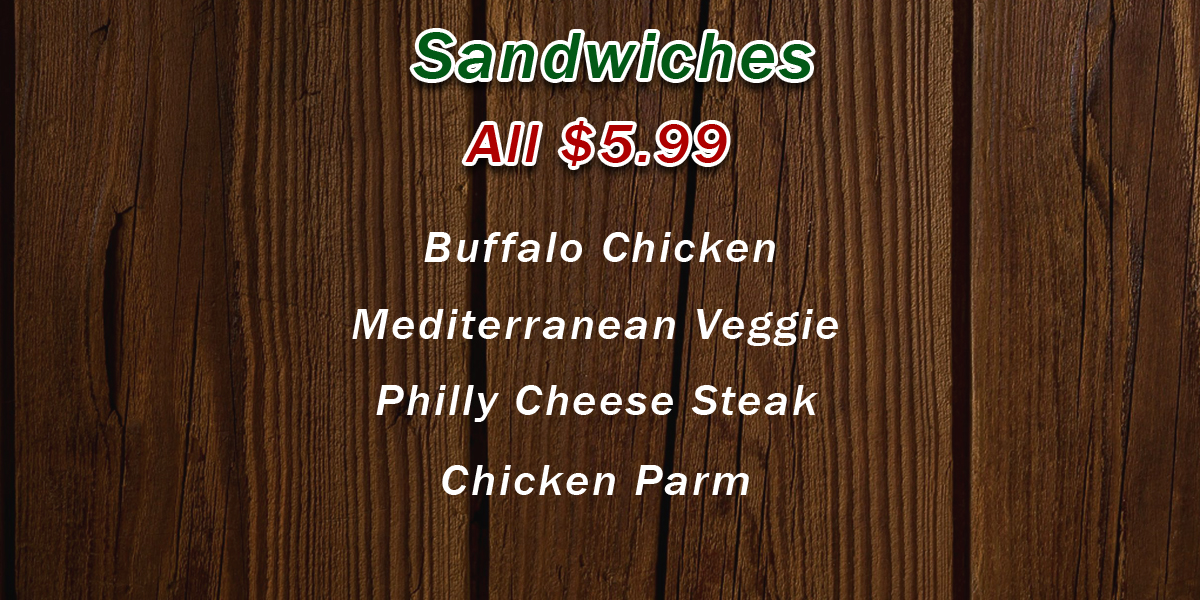 Sandwiches
All $5.99
Buffalo Chicken
Mediterranean Veggie
Philly Cheese Steak
Chicken Parm